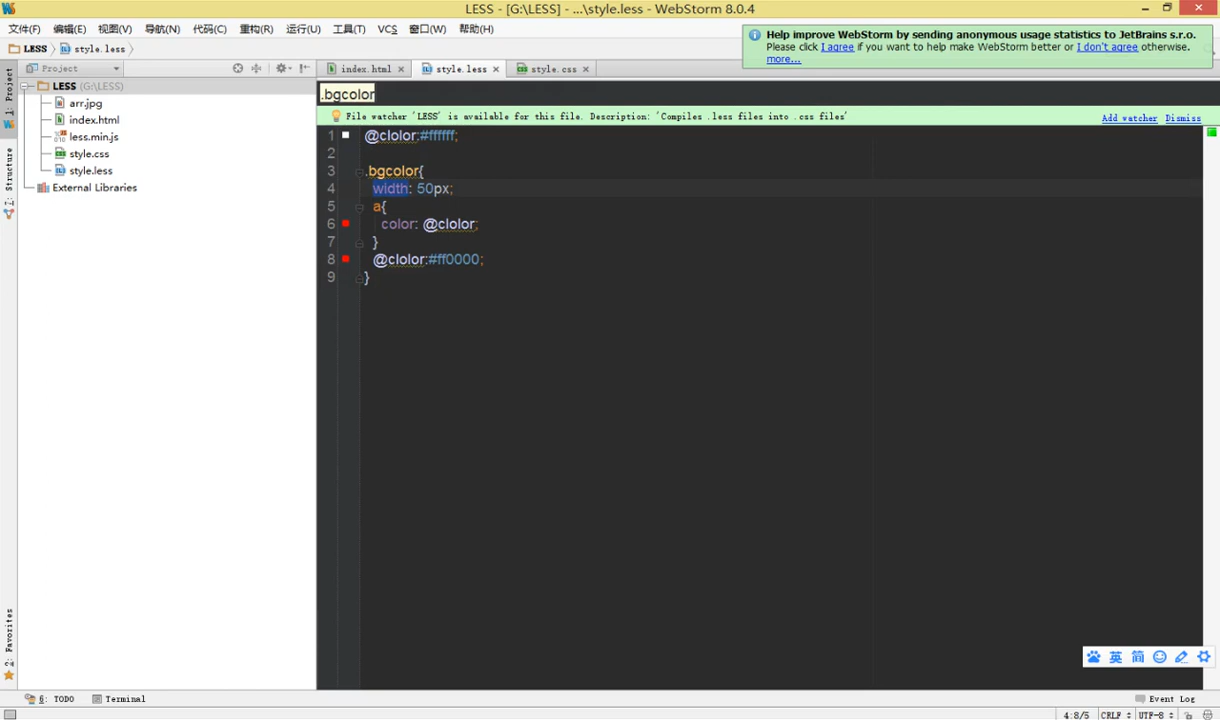 LESS - [G:\LESS] - ...\style.less - WebStorm 8.0.4
文件(F) 编辑(E) 视图(V) 导航(N) 代码(C) 重构(R) 运行(U) 工具(T) VCS 窗口(W) 帮助(H)
LESS style.less
Help improve WebStorm by sending anonymous usage statistics to JetBrains s.r.o.
Please click I agree if you want to help make WebStorm better or I don't agree otherwise.
more...
Project
index.html style.less style.css
1: Project
LESS (G:\LESS)
arr.jpg
index.html
less.min.js
style.css
style.less
External Libraries
7: Structure
2: Favorites
.bgcolor
File watcher 'LESS' is available for this file. Description: 'Compiles .less files into .css files'
Add watcher Dismiss
1 @clolor:#ffffff;
2
3 .bgcolor{
4 width: 50px;
5 a{
6 color: @clolor;
7 }
8 @clolor:#ff0000;
9 }
英 简
6: TODO Terminal Event Log
4:8/5 CRLF UTF-8